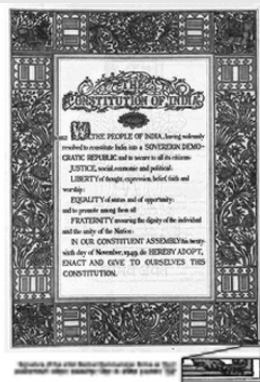 THE
CONSTITUTION OF INDIA
WE, THE PEOPLE OF INDIA, having solemnly
resolved to constitute India into a SOVEREIGN DEMO-
CRATIC REPUBLIC and to secure to all its citizens:
JUSTICE, social, economic and political;
LIBERTY of thought, expression, belief, faith and
worship;
EQUALITY of status and of opportunity;
and to promote among them all
FRATERNITY assuring the dignity of the individual
and the unity of the Nation;
IN OUR CONSTITUENT ASSEMBLY this twenty-
sixth day of November, 1949, do HEREBY ADOPT,
ENACT AND GIVE TO OURSELVES THIS
CONSTITUTION.